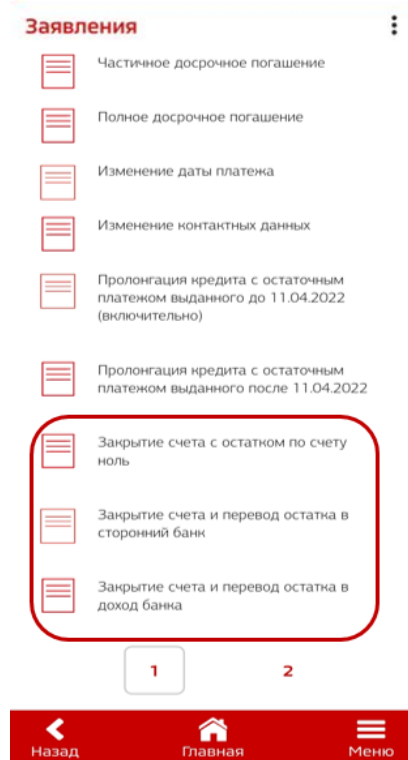 Заявления
Частичное досрочное погашение
Полное досрочное погашение
Изменение даты платежа
Изменение контактных данных
Пролонгация кредита с остаточным
платежом выданного до 11.04.2022
(включительно)
Пролонгация кредита с остаточным
платежом выданного после 11.04.2022
Закрытие счета с остатком по счету
ноль
Закрытие счета и перевод остатка в
сторонний банк
Закрытие счета и перевод остатка в
доход банка
1 2
Назад Главная Меню